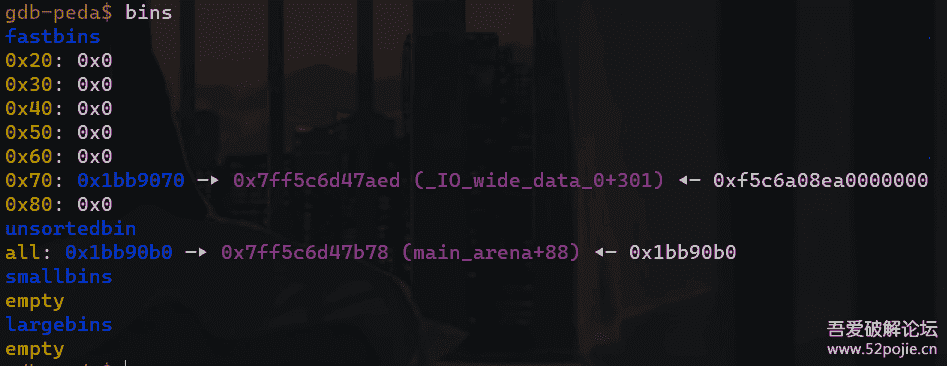 gdb-peda$ bins
fastbins
0x20: 0x0
0x30: 0x0
0x40: 0x0
0x50: 0x0
0x60: 0x0
0x70: 0x1bb9070 —▸ 0x7ff5c6d47aed (_IO_wide_data_0+301) ◂— 0xf5c6a08ea0000000
0x80: 0x0
unsortedbin
all: 0x1bb90b0 —▸ 0x7ff5c6d47b78 (main_arena+88) ◂— 0x1bb90b0
smallbins
empty
largebins
empty
吾爱破解论坛
www.52pojie.cn